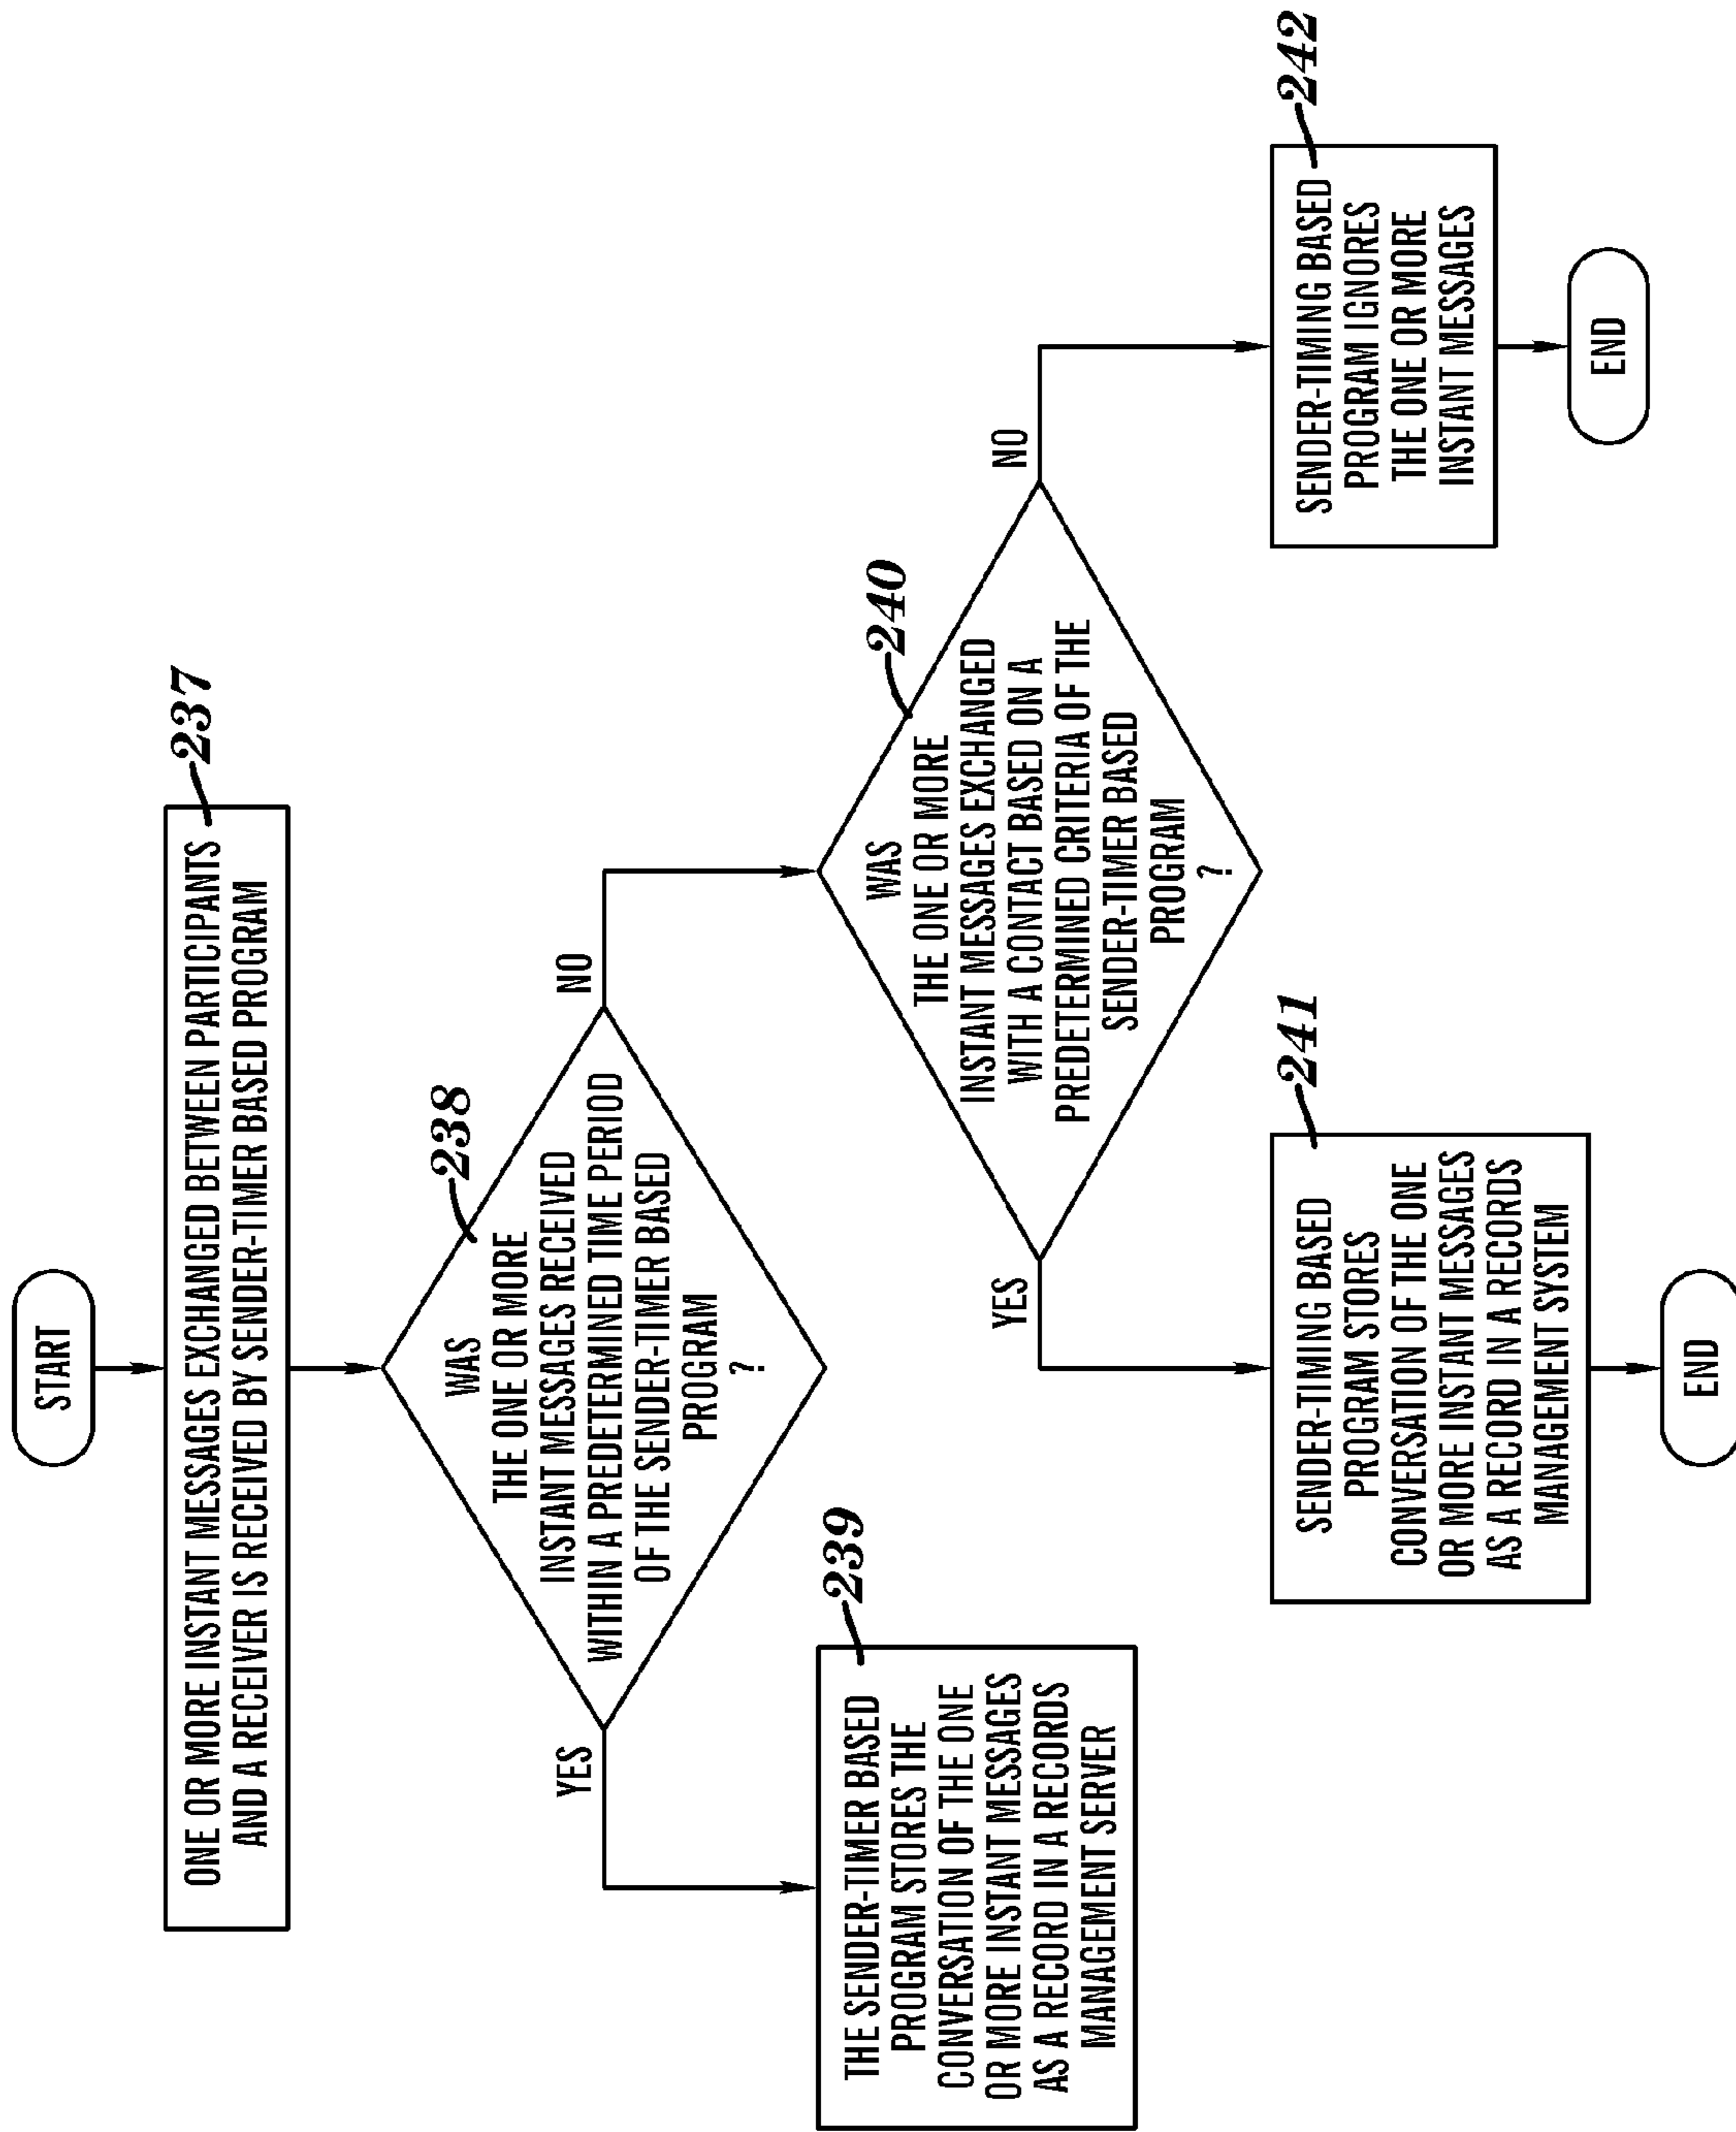 START
237
ONE OR MORE INSTANT MESSAGES EXCHANGED BETWEEN PARTICIPANTS
AND A RECEIVER IS RECEIVED BY SENDER-TIMER BASED PROGRAM
238
WAS
THE ONE OR MORE
INSTANT MESSAGES RECEIVED
WITHIN A PREDETERMINED TIME PERIOD
OF THE SENDER-TIMER BASED
PROGRAM
?
YES
NO
239
THE SENDER-TIMER BASED
PROGRAM STORES THE
CONVERSATION OF THE ONE
OR MORE INSTANT MESSAGES
AS A RECORD IN A RECORDS
MANAGEMENT SERVER
240
WAS
THE ONE OR MORE
INSTANT MESSAGES EXCHANGED
WITH A CONTACT BASED ON A
PREDETERMINED CRITERIA OF THE
SENDER-TIMER BASED
PROGRAM
?
YES
NO
241
SENDER-TIMING BASED
PROGRAM STORES
CONVERSATION OF THE ONE
OR MORE INSTANT MESSAGES
AS A RECORD IN A RECORDS
MANAGEMENT SYSTEM
END
242
SENDER-TIMING BASED
PROGRAM IGNORES
THE ONE OR MORE
INSTANT MESSAGES
END